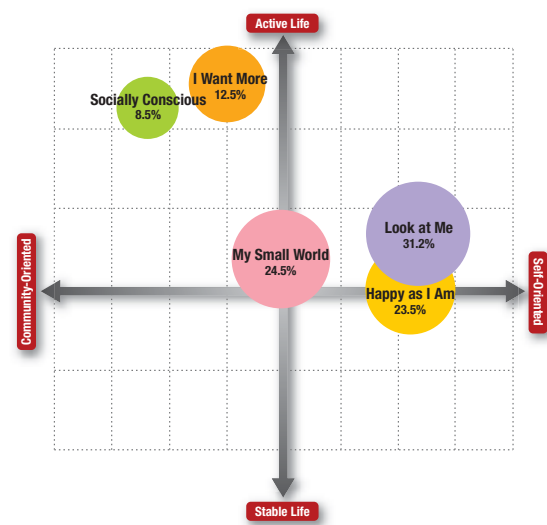 Active Life
I Want More
12.5%
Socially Conscious
8.5%
Look at Me
31.2%
My Small World
24.5%
Happy as I Am
23.5%
Community-Oriented
Self-Oriented
Stable Life